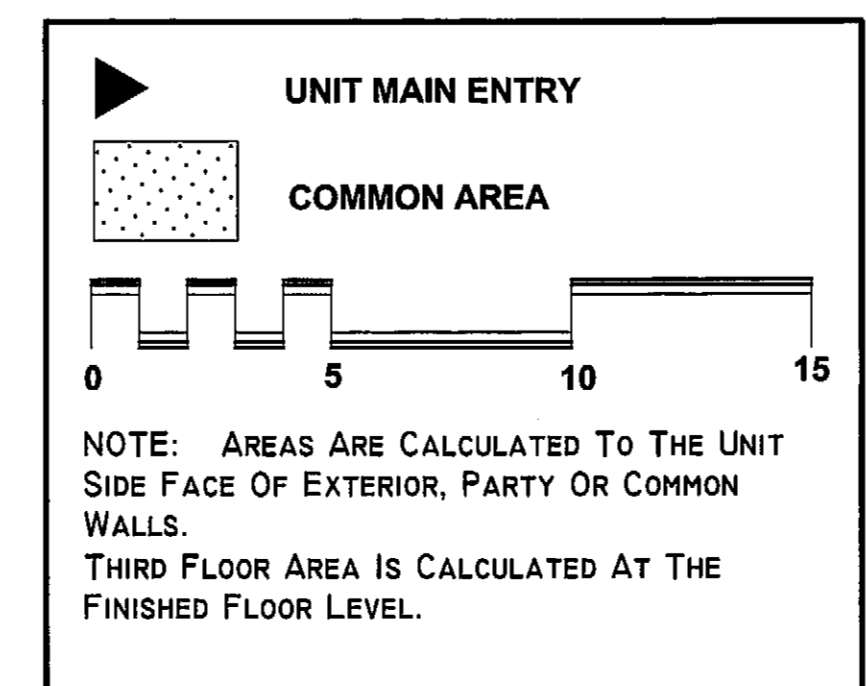 UNIT MAIN ENTRY
COMMON AREA
0 5 10 15
NOTE: AREAS ARE CALCULATED TO THE UNIT
SIDE FACE OF EXTERIOR, PARTY OR COMMON
WALLS.
THIRD FLOOR AREA IS CALCULATED AT THE
FINISHED FLOOR LEVEL.